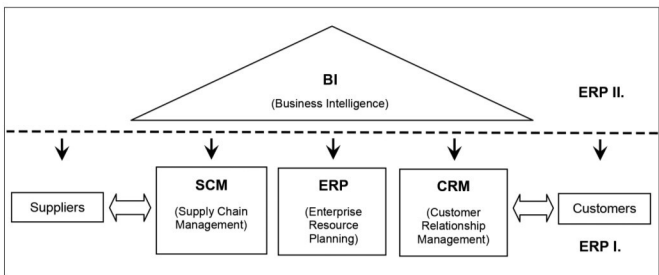 BI
(Business Intelligence)
ERP II.
Suppliers
SCM
(Supply Chain
Management)
ERP
(Enterprise
Resource
Planning)
CRM
(Customer
Relationship
Management)
Customers
ERP I.